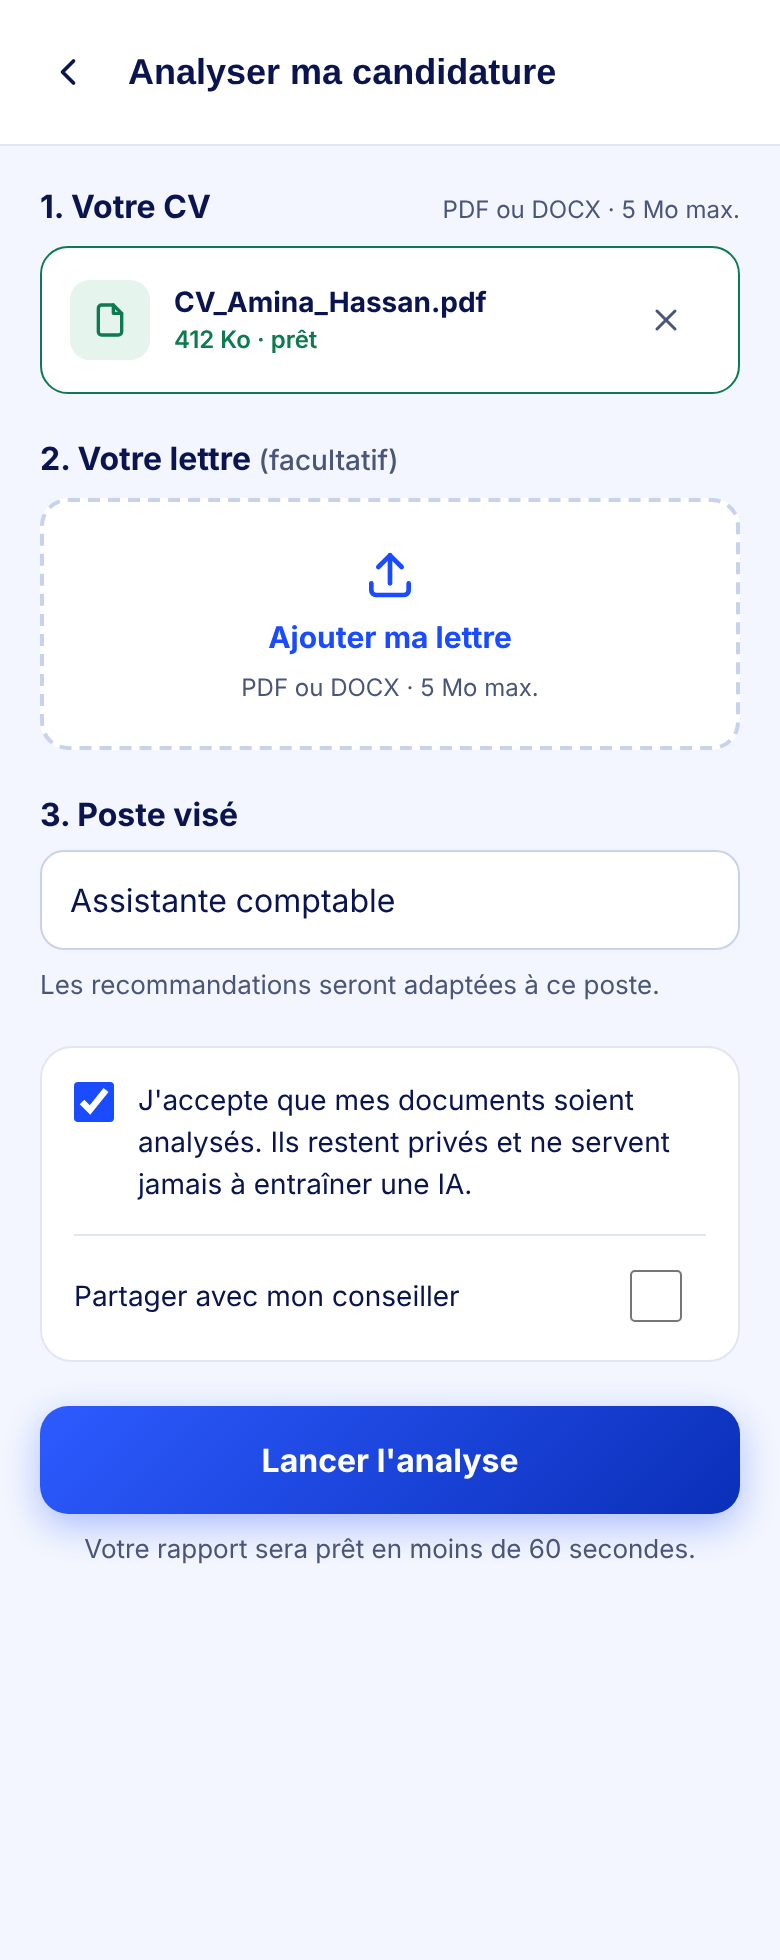 Analyser ma candidature
1. Votre CV
PDF ou DOCX · 5 Mo max.
CV_Amina_Hassan.pdf
412 Ko · prêt
2. Votre lettre (facultatif)
Ajouter ma lettre
PDF ou DOCX · 5 Mo max.
3. Poste visé
Assistante comptable
Les recommandations seront adaptées à ce poste.
J'accepte que mes documents soient
analysés. Ils restent privés et ne servent
jamais à entraîner une IA.
Partager avec mon conseiller
Lancer l'analyse
Votre rapport sera prêt en moins de 60 secondes.